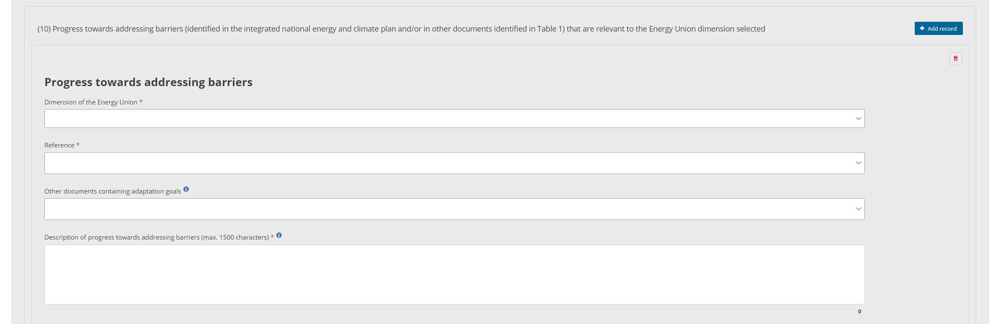 (10) Progress towards addressing barriers (identified in the integrated national energy and climate plan and/or in other documents identified in Table 1) that are relevant to the Energy Union dimension selected
+ Add record
Progress towards addressing barriers
Dimension of the Energy Union *
Reference *
Other documents containing adaptation goals
Description of progress towards addressing barriers (max. 1500 characters) *
0